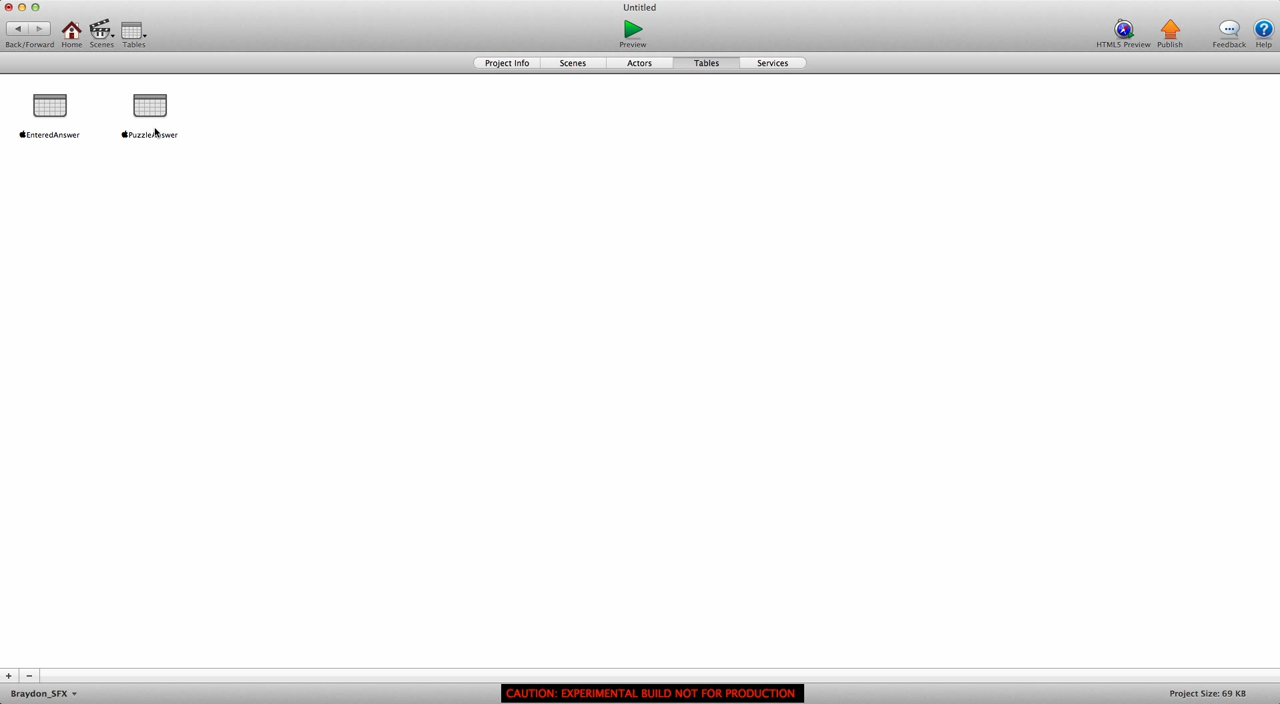 Untitled
Back/Forward Home Scenes Tables Preview HTML5 Preview Publish Feedback Help
Project Info Scenes Actors Tables Services
EnteredAnswer PuzzleAnswer
+ −
Braydon_SFX CAUTION: EXPERIMENTAL BUILD NOT FOR PRODUCTION Project Size: 69 KB